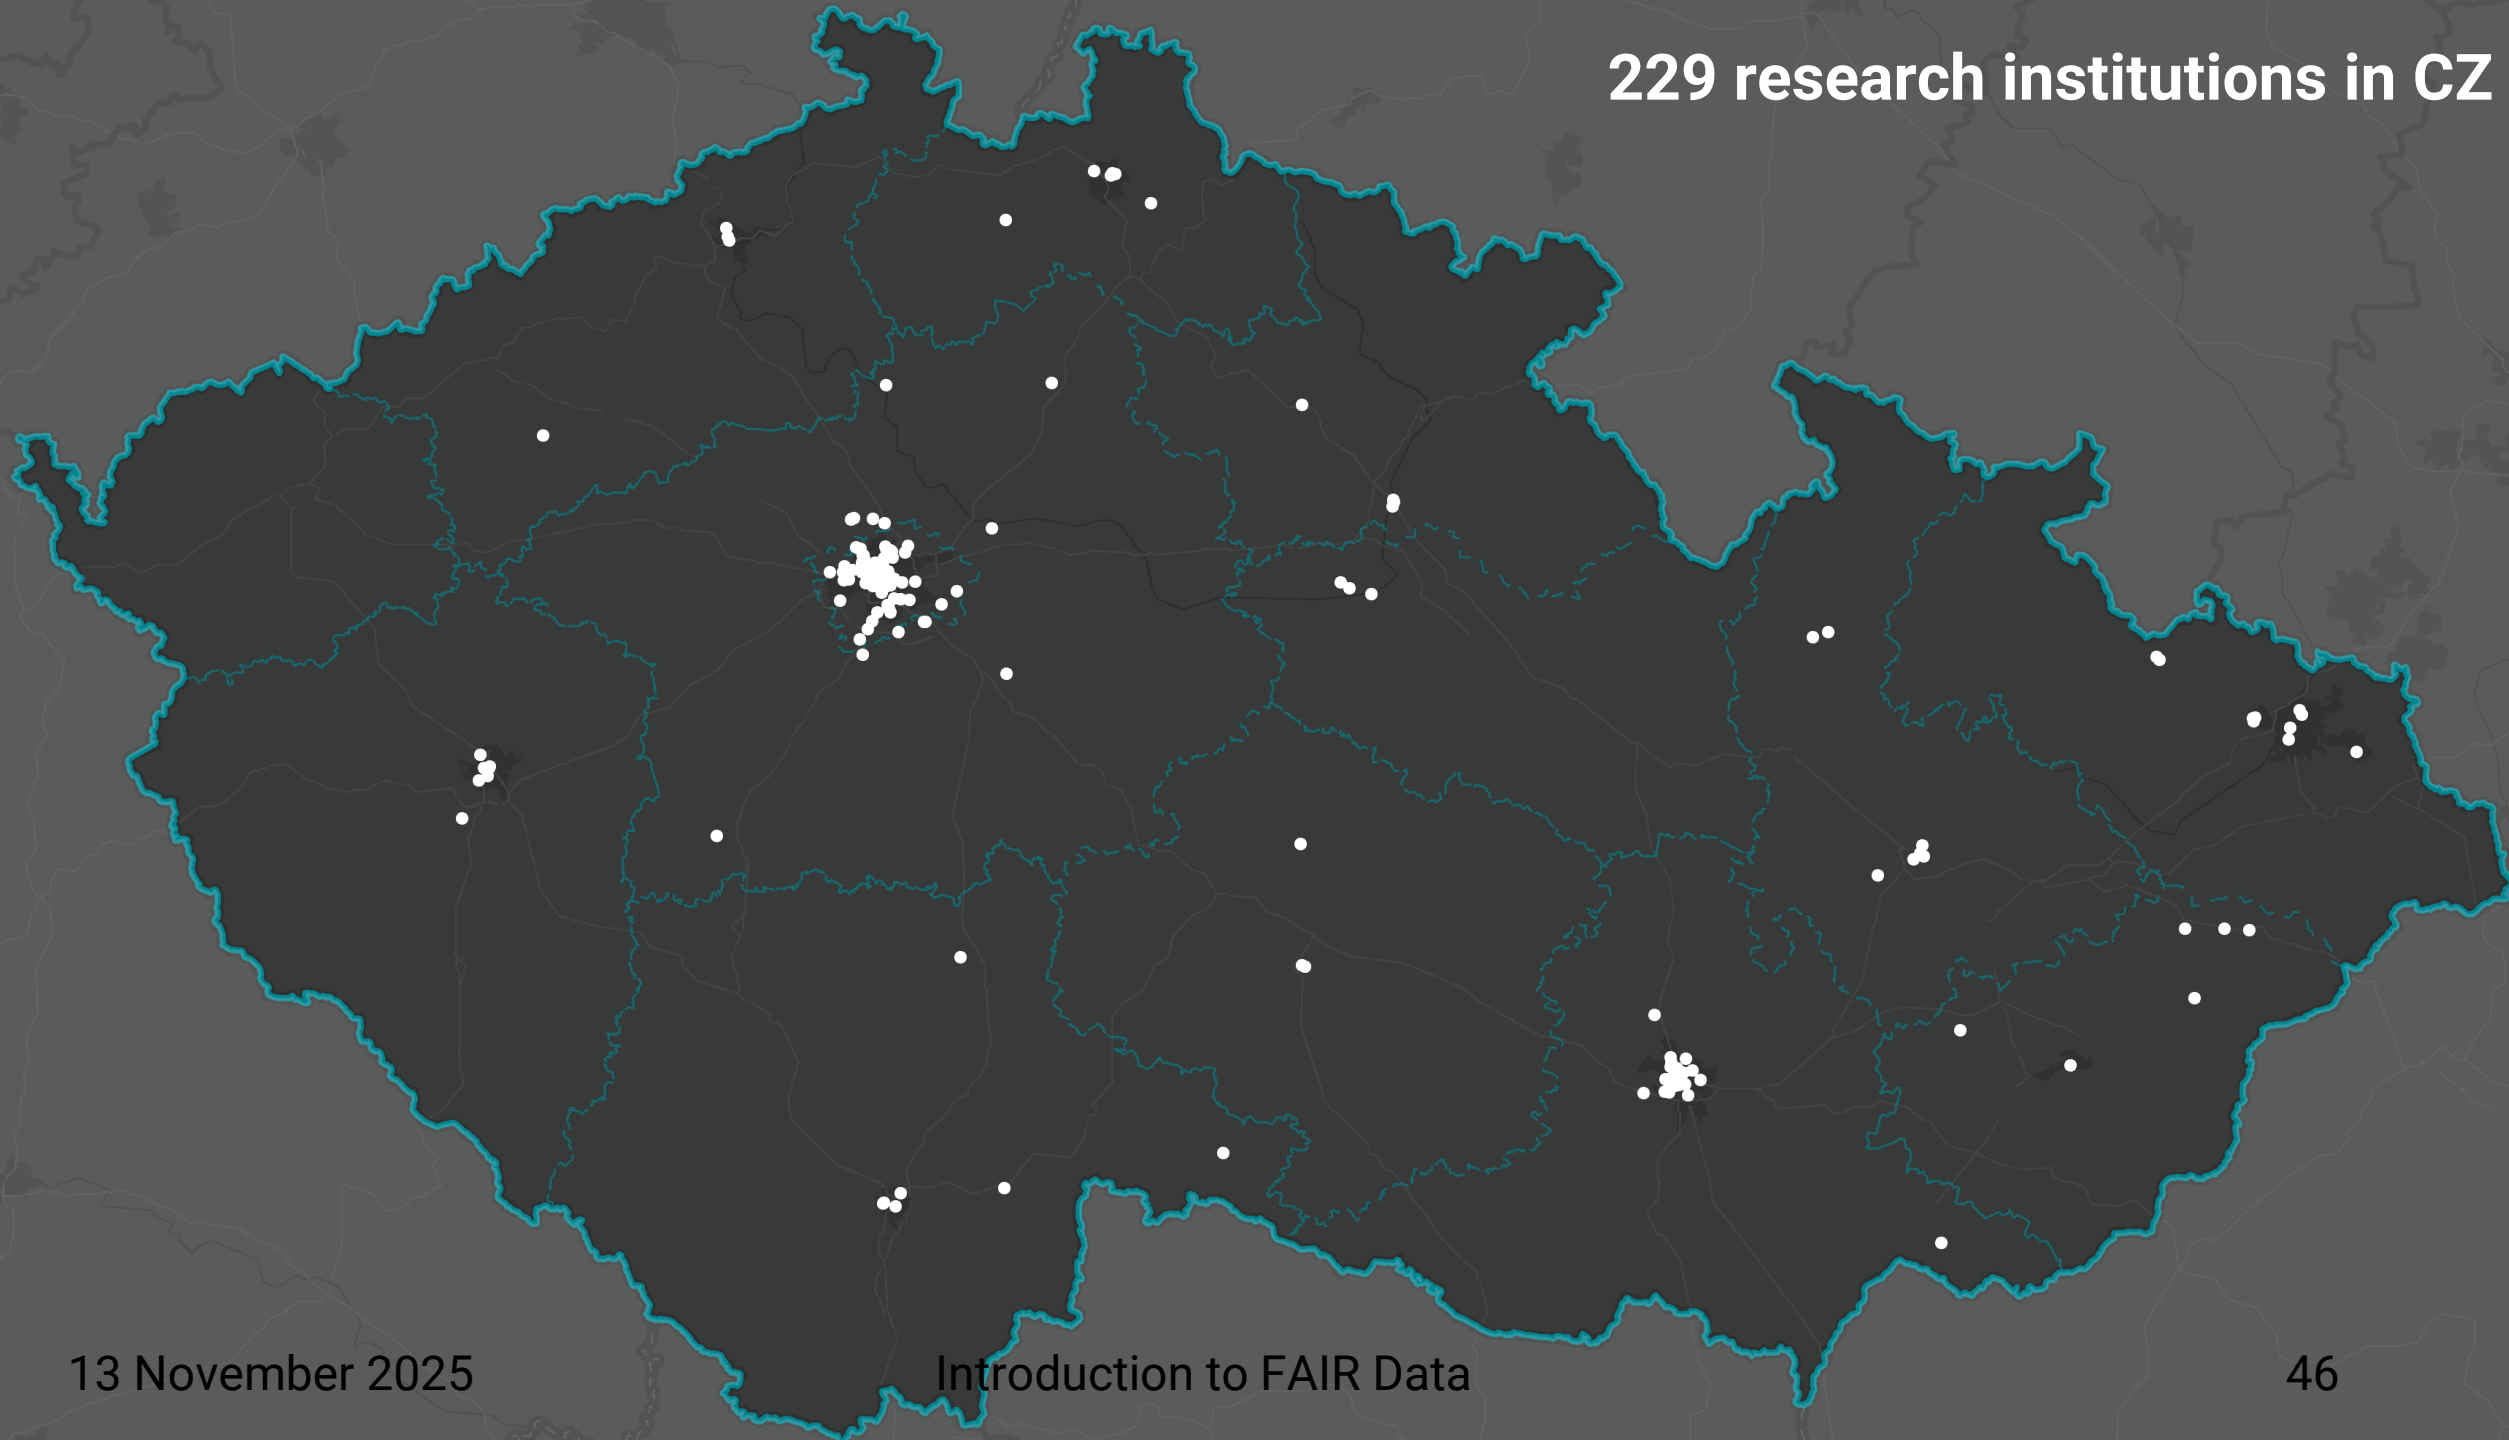 229 research institutions in CZ
13 November 2025
Introduction to FAIR Data
46